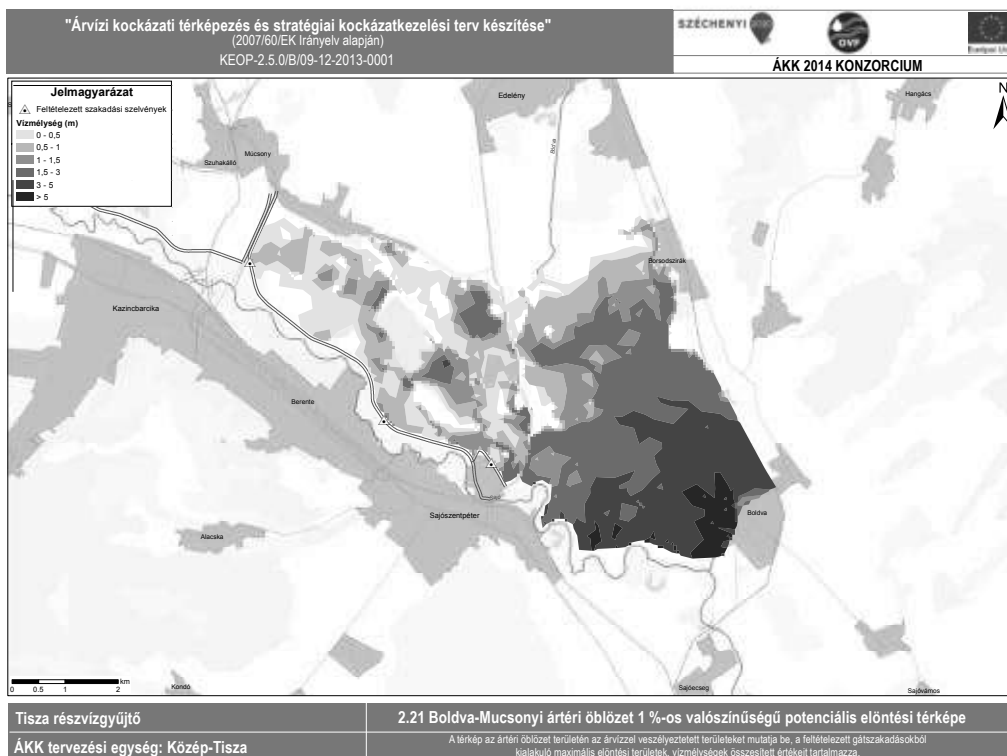 "Árvízi kockázati térképezés és stratégiai kockázatkezelési terv készítése"
(2007/60/EK Irányelv alapján)
KEOP-2.5.0/B/09-12-2013-0001
SZÉCHENYI 2020
OVF
Európai Un
ÁKK 2014 KONZORCIUM
Jelmagyarázat
Feltételezett szakadási szelvények
Vízmélység (m)
0 - 0,5
0,5 - 1
1 - 1,5
1,5 - 3
3 - 5
> 5
Edelény
Hangács
N
Múcsony
Szuhakálló
Bódva
Borsodszirák
Kazincbarcika
Berente
Sajószentpéter
Boldva
Alacska
Kondó
Sajóecseg
Sajóvámos
km
0 0.5 1 2
Tisza részvízgyűjtő
2.21 Boldva-Mucsonyi ártéri öblözet 1 %-os valószínűségű potenciális elöntési térképe
ÁKK tervezési egység: Közép-Tisza
A térkép az ártéri öblözet területén az árvízzel veszélyeztetett területeket mutatja be, a feltételezett gátszakadásokból
kialakuló maximális elöntési területek, vízmélységek összesített értékeit tartalmazza.